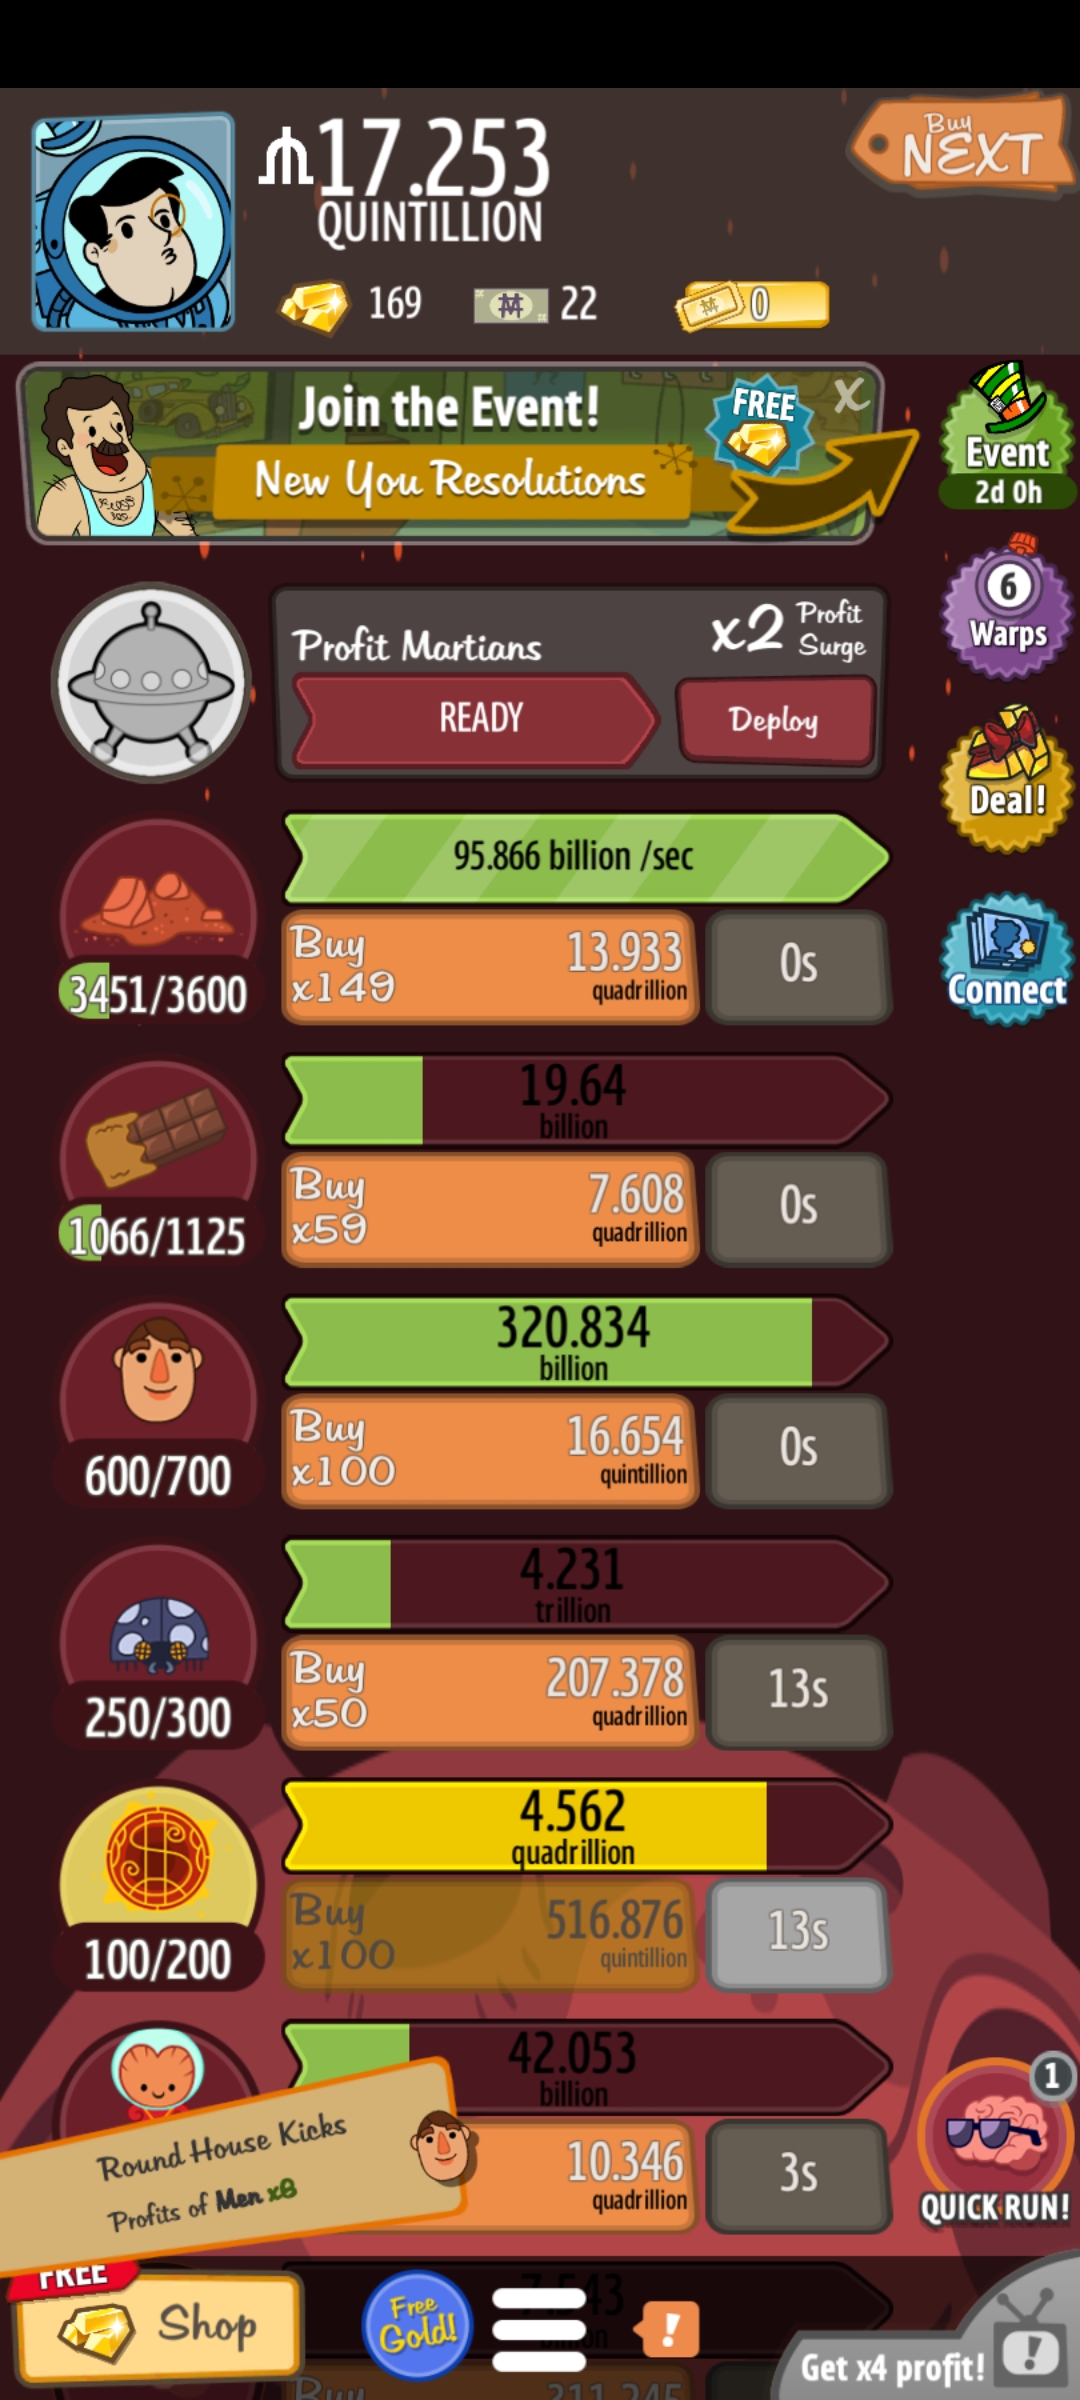 17.253
QUINTILLION
Buy
NEXT
169
22
0
Join the Event!
New You Resolutions
FREE
X
Event
2d 0h
6
Warps
Deal!
Connect
Profit Martians
x2 Profit Surge
READY
Deploy
95.866 billion /sec
Buy x149
13.933 quadrillion
0s
3451/3600
19.64
billion
Buy x59
7.608 quadrillion
0s
1066/1125
320.834
billion
Buy x100
16.654 quintillion
0s
600/700
4.231
trillion
Buy x50
207.378 quadrillion
13s
250/300
4.562
quadrillion
Buy x100
516.876 quintillion
13s
100/200
42.053
billion
10.346 quadrillion
3s
Round House Kicks
Profits of Men x8
1
QUICK RUN!
FREE
Shop
Free Gold!
!
Get x4 profit!
!
Buy
311.245